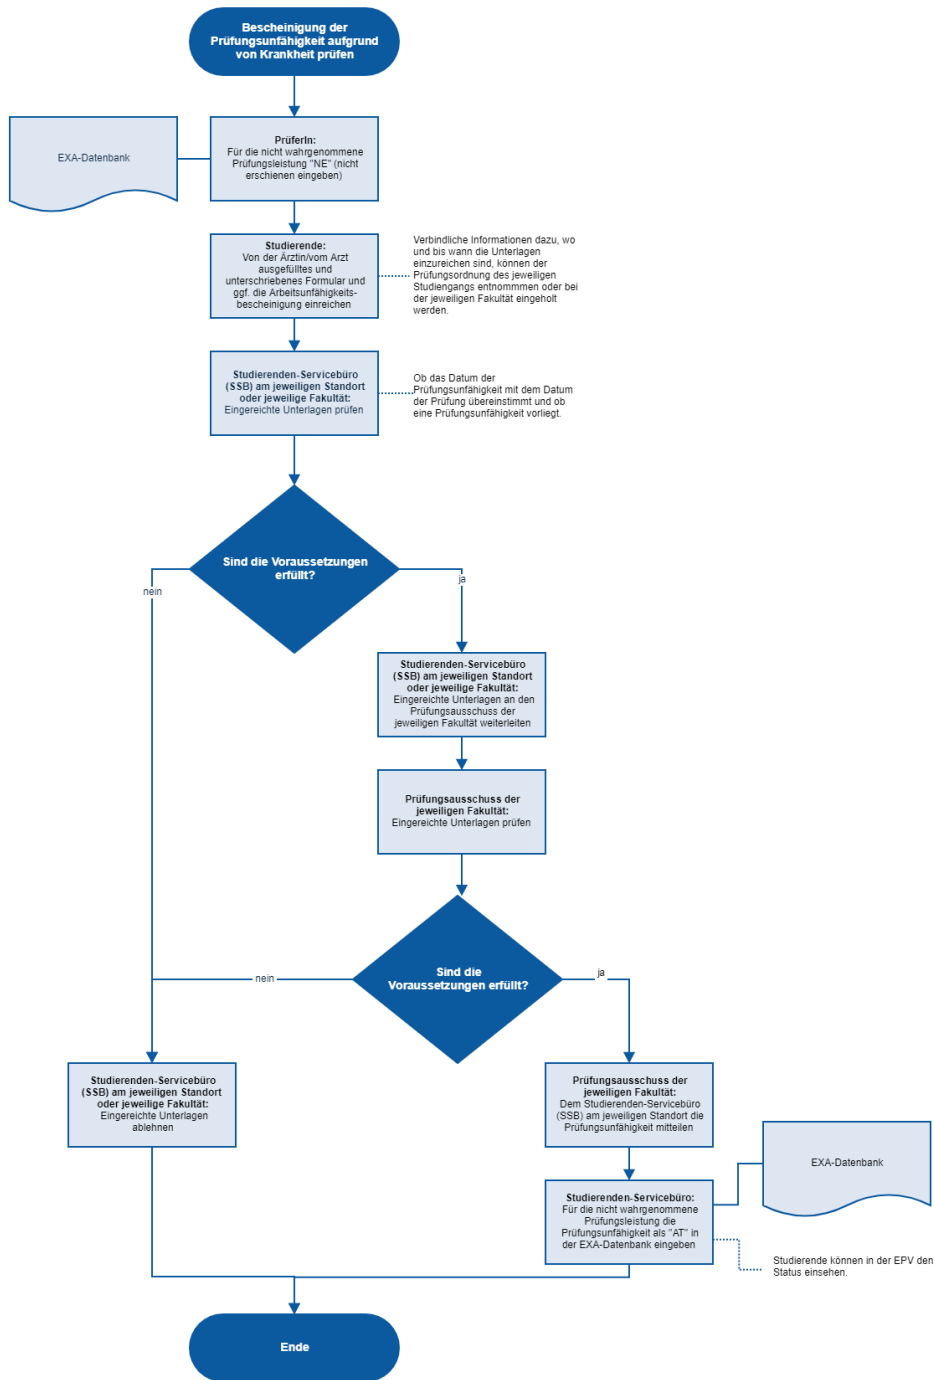 Bescheinigung der
Prüfungsunfähigkeit aufgrund
von Krankheit prüfen
EXA-Datenbank
PrüferIn:
Für die nicht wahrgenommene
Prüfungsleistung "NE" (nicht
erschienen eingeben)
Studierende:
Von der Ärztin/vom Arzt
ausgefülltes und
unterschriebenes Formular und
ggf. die Arbeitsunfähigkeits-
bescheinigung einreichen
Verbindliche Informationen dazu, wo
und bis wann die Unterlagen
einzureichen sind, können der
Prüfungsordnung des jeweiligen
Studiengangs entnommmen oder bei
der jeweiligen Fakultät eingeholt
werden.
Studierenden-Servicebüro
(SSB) am jeweiligen Standort
oder jeweilige Fakultät:
Eingereichte Unterlagen prüfen
Ob das Datum der
Prüfungsunfähigkeit mit dem Datum
der Prüfung übereinstimmt und ob
eine Prüfungsunfähigkeit vorliegt.
Sind die Voraussetzungen
erfüllt?
nein
ja
Studierenden-Servicebüro
(SSB) am jeweiligen Standort
oder jeweilige Fakultät:
Eingereichte Unterlagen an den
Prüfungsausschuss der
jeweiligen Fakultät weiterleiten
Prüfungsausschuss der
jeweiligen Fakultät:
Eingereichte Unterlagen prüfen
Sind die
Voraussetzungen erfüllt?
nein
ja
Studierenden-Servicebüro
(SSB) am jeweiligen Standort
oder jeweilige Fakultät:
Eingereichte Unterlagen
ablehnen
Prüfungsausschuss der
jeweiligen Fakultät:
Dem Studierenden-Servicebüro
(SSB) am jeweiligen Standort die
Prüfungsunfähigkeit mitteilen
EXA-Datenbank
Studierenden-Servicebüro:
Für die nicht wahrgenommene
Prüfungsleistung die
Prüfungsunfähigkeit als "AT" in
der EXA-Datenbank eingeben
Studierende können in der EPV den
Status einsehen.
Ende